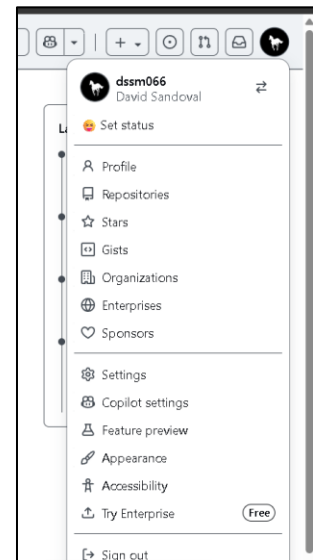 La
dssm066
David Sandoval
Set status
Profile
Repositories
Stars
Gists
Organizations
Enterprises
Sponsors
Settings
Copilot settings
Feature preview
Appearance
Accessibility
Try Enterprise Free
Sign out